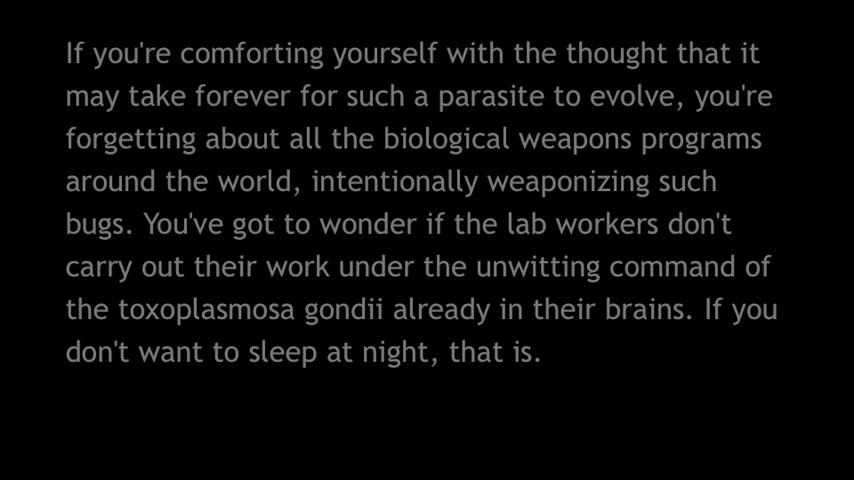 If you're comforting yourself with the thought that it
may take forever for such a parasite to evolve, you're
forgetting about all the biological weapons programs
around the world, intentionally weaponizing such
bugs. You've got to wonder if the lab workers don't
carry out their work under the unwitting command of
the toxoplasmosa gondii already in their brains. If you
don't want to sleep at night, that is.